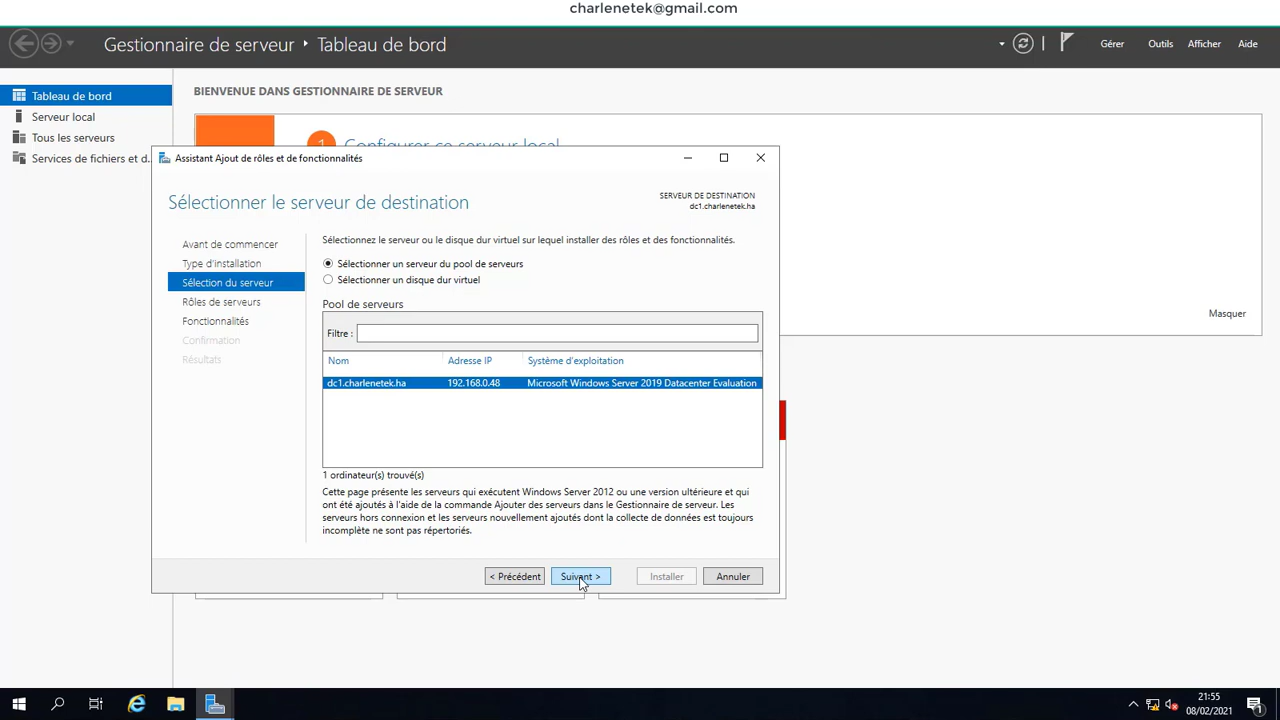 charlenetek@gmail.com
Gestionnaire de serveur ‣ Tableau de bord
Gérer Outils Afficher Aide
Tableau de bord
Serveur local
Tous les serveurs
Services de fichiers et d...
BIENVENUE DANS GESTIONNAIRE DE SERVEUR
1 Configurer ce serveur local
Masquer
Assistant Ajout de rôles et de fonctionnalités
Sélectionner le serveur de destination
SERVEUR DE DESTINATION
dc1.charlenetek.ha
Avant de commencer
Type d'installation
Sélection du serveur
Rôles de serveurs
Fonctionnalités
Confirmation
Résultats
Sélectionnez le serveur ou le disque dur virtuel sur lequel installer des rôles et des fonctionnalités.
Sélectionner un serveur du pool de serveurs
Sélectionner un disque dur virtuel
Pool de serveurs
Filtre :
Nom Adresse IP Système d'exploitation
dc1.charlenetek.ha 192.168.0.48 Microsoft Windows Server 2019 Datacenter Evaluation
1 ordinateur(s) trouvé(s)
Cette page présente les serveurs qui exécutent Windows Server 2012 ou une version ultérieure et qui
ont été ajoutés à l'aide de la commande Ajouter des serveurs dans le Gestionnaire de serveur. Les
serveurs hors connexion et les serveurs nouvellement ajoutés dont la collecte de données est toujours
incomplète ne sont pas répertoriés.
< Précédent Suivant > Installer Annuler
21:55
08/02/2021
1